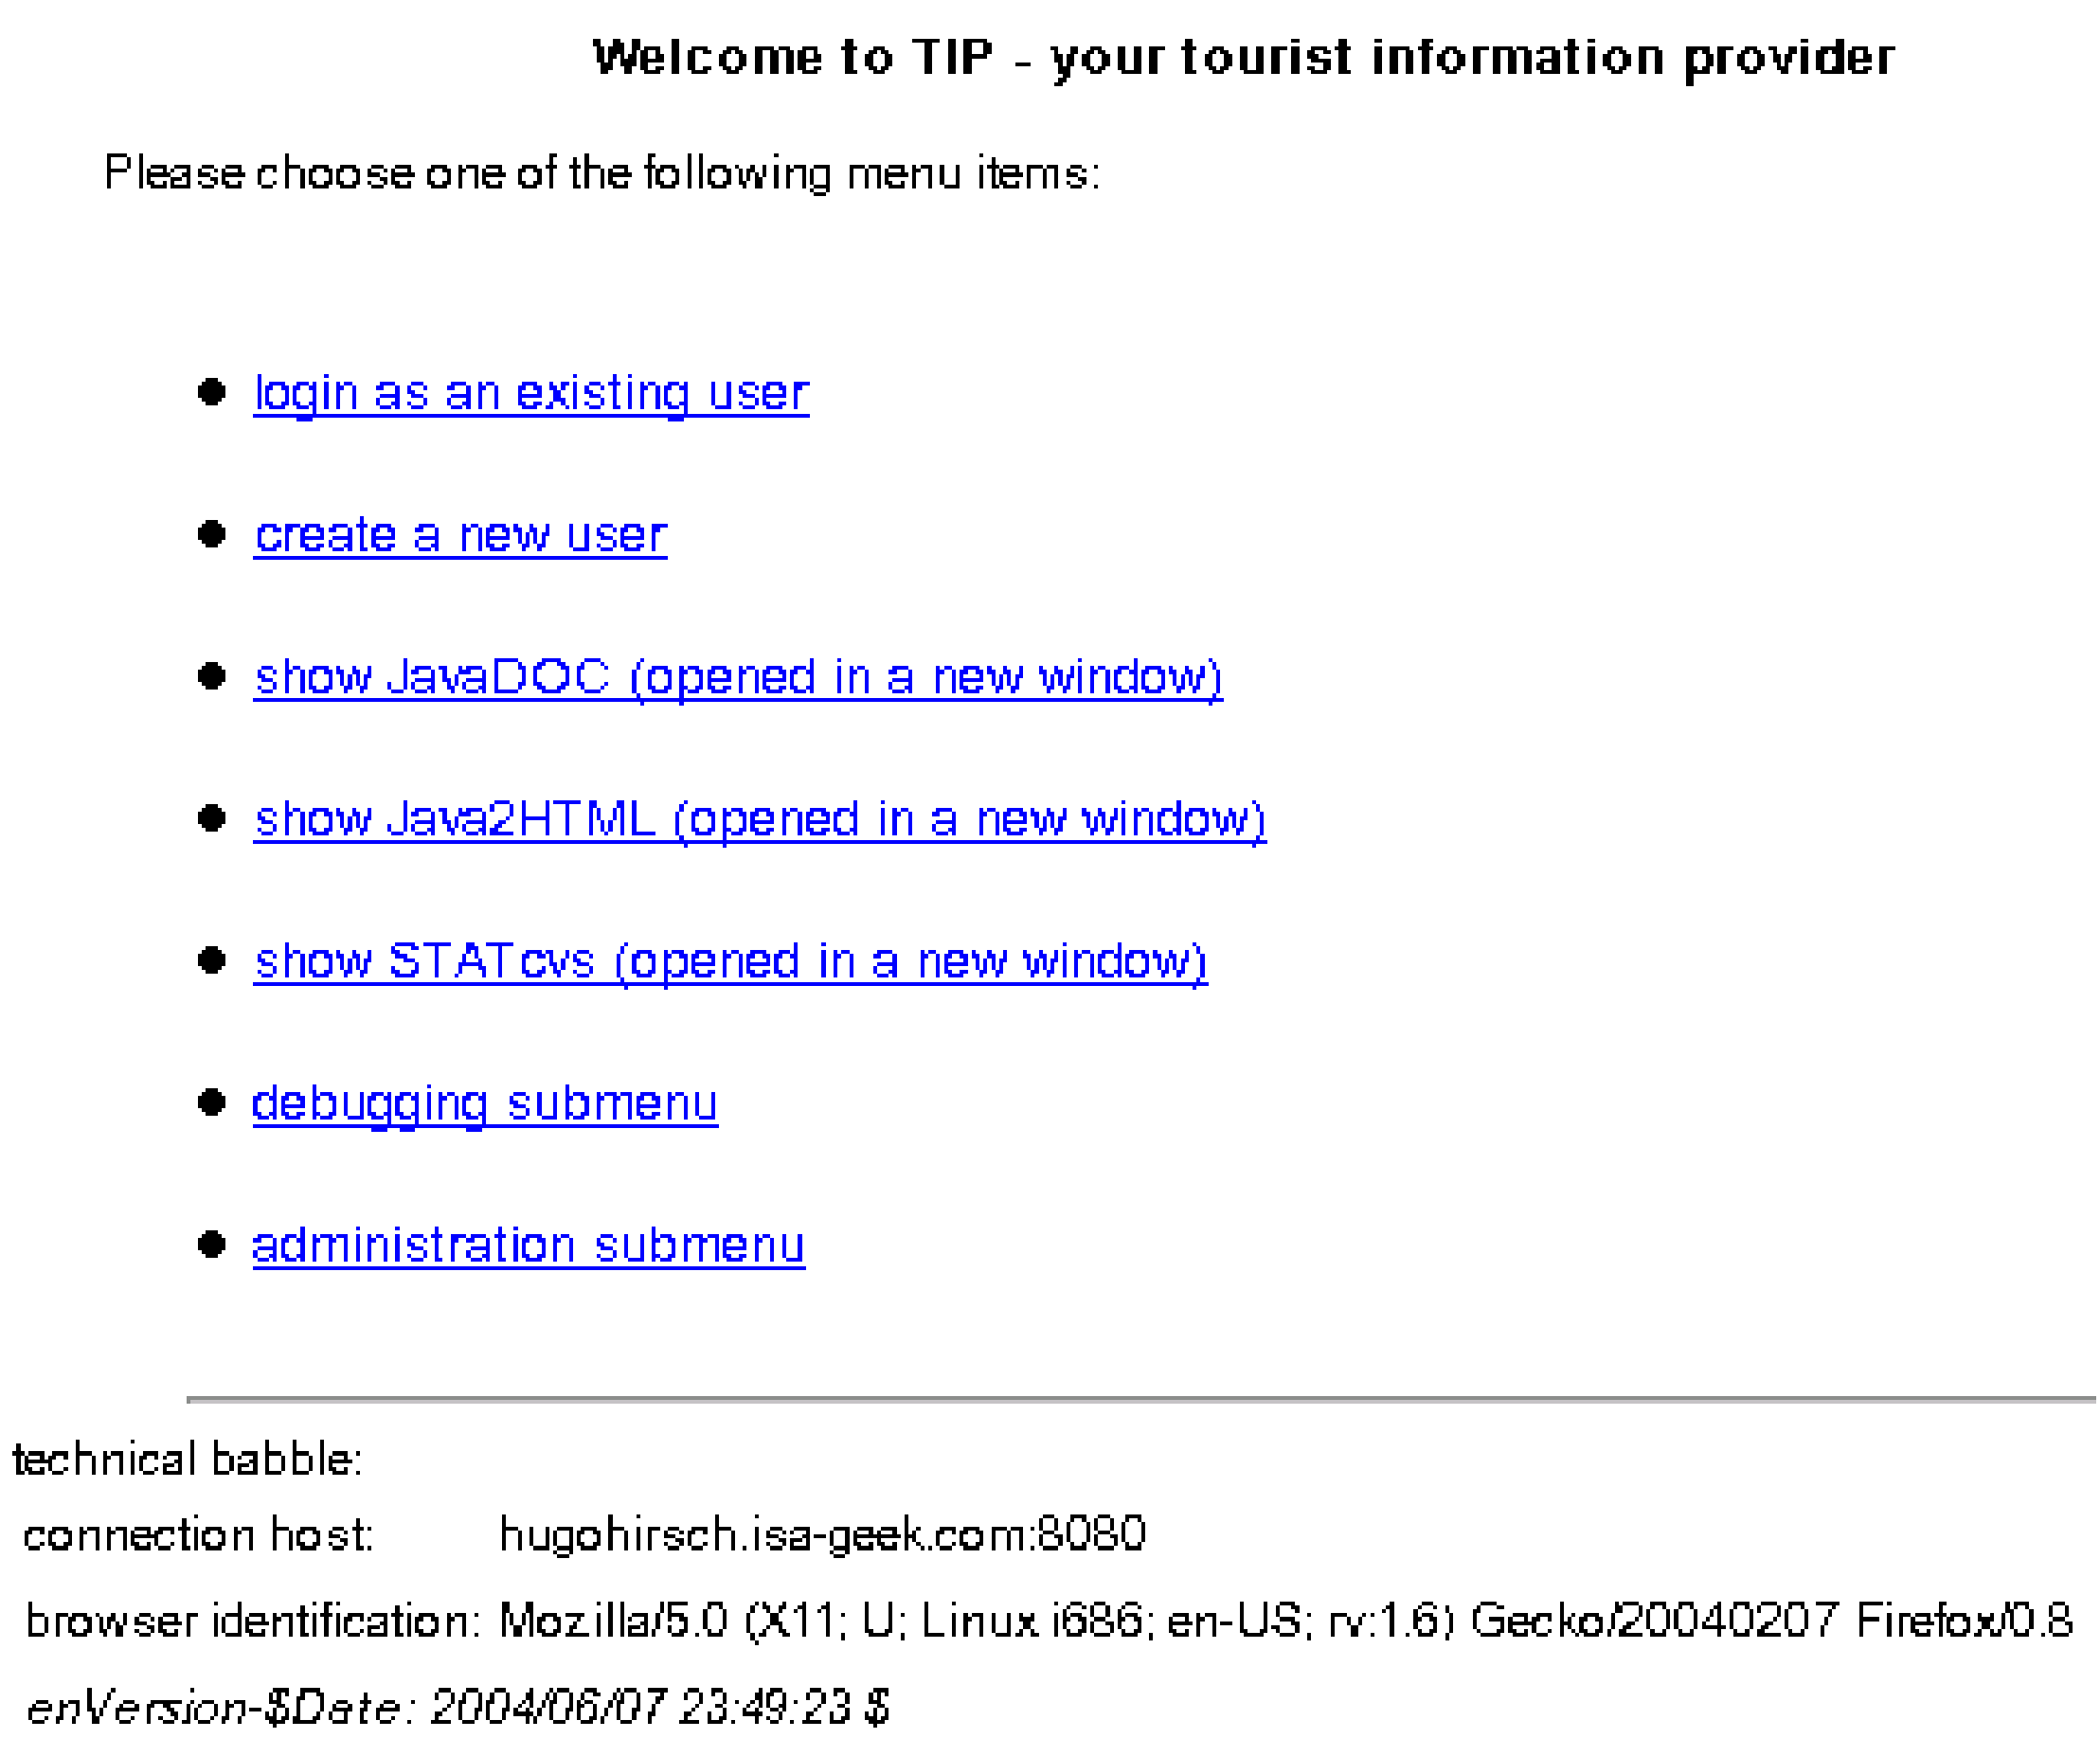 Welcome to TIP - your tourist information provider
Please choose one of the following menu items:
login as an existing user
create a new user
show JavaDOC (opened in a new window)
show Java2HTML (opened in a new window)
show STATcvs (opened in a new window)
debugging submenu
administration submenu
technical babble:
connection host: hugohirsch.isa-geek.com:8080
browser identification: Mozilla/5.0 (X11; U; Linux i686; en-US; rv:1.6) Gecko/20040207 Firefox/0.8
enVersion-$Date: 2004/06/07 23:49:23 $